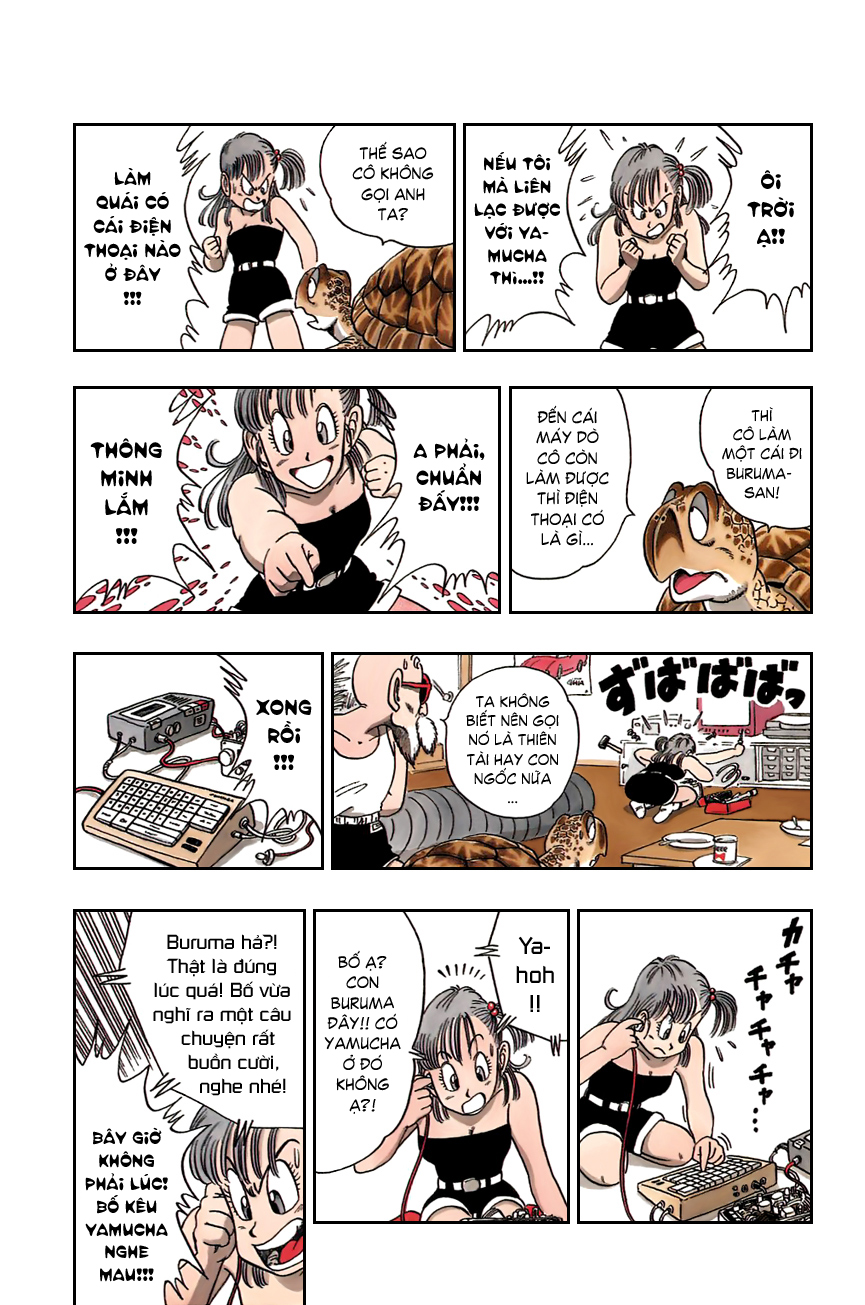 ÔI
TRỜI
Ạ!!
NẾU TÔI
MÀ LIÊN
LẠC ĐƯỢC
VỚI YA-
MUCHA
THÌ...!!
THẾ SAO
CÔ KHÔNG
GỌI ANH
TA?
LÀM
QUÁI CÓ
CÁI ĐIỆN
THOẠI NÀO
Ở ĐÂY
!!!
THÌ
CÔ LÀM
MỘT CÁI ĐI
BURUMA-
SAN!
ĐẾN CÁI
MÁY DÒ
CÔ CÒN
LÀM ĐƯỢC
THÌ ĐIỆN
THOẠI CÓ
LÀ GÌ...
A PHẢI,
CHUẨN
ĐẤY!!!
THÔNG
MINH
LẮM
!!!
ずばばばっ
TA KHÔNG
BIẾT NÊN GỌI
NÓ LÀ THIÊN
TÀI HAY CON
NGỐC NỮA
...
XONG
RỒI
!!!
カチャ
チャチャチャ...
Ya-
hoh
!!
BỐ Ạ?
CON
BURUMA
ĐÂY!! CÓ
YAMUCHA
Ở ĐÓ
KHÔNG
Ạ?!
Buruma hả?!
Thật là đúng
lúc quá! Bố vừa
nghĩ ra một câu
chuyện rất
buồn cười,
nghe nhé!
BÂY GIỜ
KHÔNG
PHẢI LÚC!
BỐ KÊU
YAMUCHA
NGHE
MAU!!!